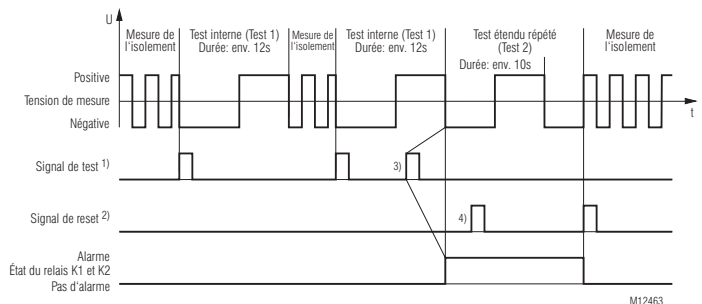 U
Mesure de
l'isolement
Test interne (Test 1)
Durée: env. 12s
Mesure de
l'isolement
Test interne (Test 1)
Durée: env. 12s
Test étendu répété
(Test 2)
Durée: env. 10s
Mesure de
l'isolement
Positive
Tension de mesure
Négative
t
Signal de test 1)
3)
Signal de reset 2)
4)
Alarme
État du relais K1 et K2
Pas d'alarme
M12463